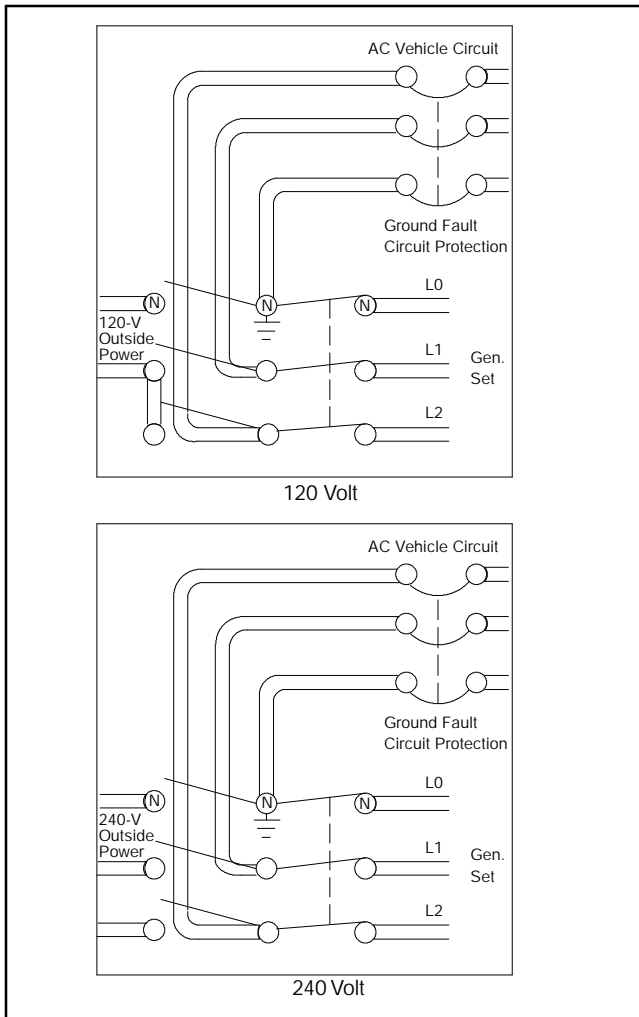 AC Vehicle Circuit
Ground Fault
Circuit Protection
L0
N
N
N
120-V
Outside
Power
L1
Gen.
Set
L2
120 Volt
AC Vehicle Circuit
Ground Fault
Circuit Protection
L0
N
N
N
240-V
Outside
Power
L1
Gen.
Set
L2
240 Volt